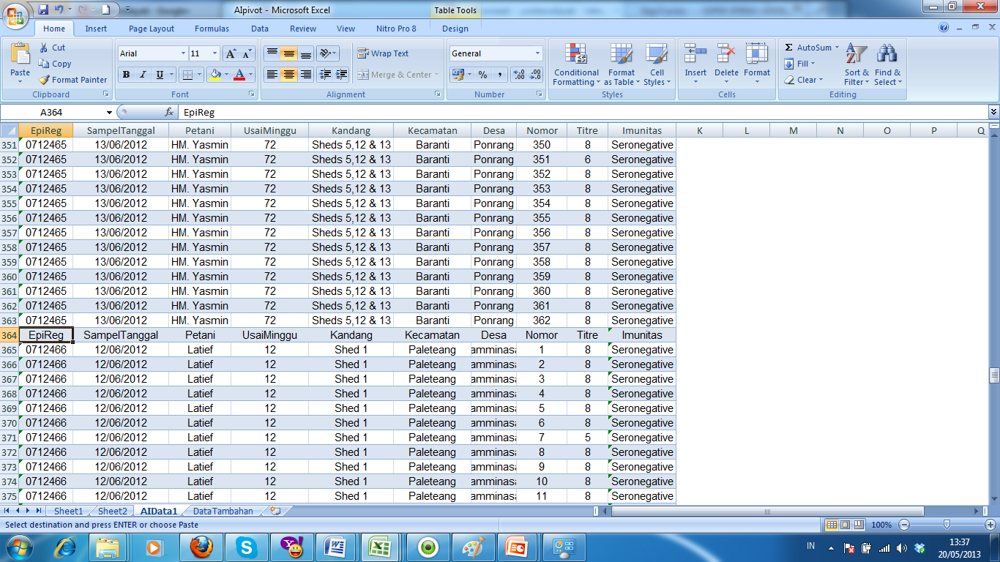 AIpivot - Microsoft Excel Table Tools
Home Insert Page Layout Formulas Data Review View Nitro Pro 8 Design
Paste Cut Copy Format Painter Clipboard
Arial 11 A A B I U A Font
Wrap Text Merge & Center Alignment
General % , Number
Conditional Formatting Format as Table Cell Styles Styles
Insert Delete Format Cells
Σ AutoSum Fill Clear Sort & Filter Find & Select Editing
A364 fx EpiReg
EpiReg SampelTanggal Petani UsaiMinggu Kandang Kecamatan Desa Nomor Titre Imunitas K L M N O P Q
351 0712465 13/06/2012 HM. Yasmin 72 Sheds 5,12 & 13 Baranti Ponrang 350 8 Seronegative
352 0712465 13/06/2012 HM. Yasmin 72 Sheds 5,12 & 13 Baranti Ponrang 351 6 Seronegative
353 0712465 13/06/2012 HM. Yasmin 72 Sheds 5,12 & 13 Baranti Ponrang 352 8 Seronegative
354 0712465 13/06/2012 HM. Yasmin 72 Sheds 5,12 & 13 Baranti Ponrang 353 8 Seronegative
355 0712465 13/06/2012 HM. Yasmin 72 Sheds 5,12 & 13 Baranti Ponrang 354 8 Seronegative
356 0712465 13/06/2012 HM. Yasmin 72 Sheds 5,12 & 13 Baranti Ponrang 355 8 Seronegative
357 0712465 13/06/2012 HM. Yasmin 72 Sheds 5,12 & 13 Baranti Ponrang 356 8 Seronegative
358 0712465 13/06/2012 HM. Yasmin 72 Sheds 5,12 & 13 Baranti Ponrang 357 8 Seronegative
359 0712465 13/06/2012 HM. Yasmin 72 Sheds 5,12 & 13 Baranti Ponrang 358 8 Seronegative
360 0712465 13/06/2012 HM. Yasmin 72 Sheds 5,12 & 13 Baranti Ponrang 359 8 Seronegative
361 0712465 13/06/2012 HM. Yasmin 72 Sheds 5,12 & 13 Baranti Ponrang 360 8 Seronegative
362 0712465 13/06/2012 HM. Yasmin 72 Sheds 5,12 & 13 Baranti Ponrang 361 8 Seronegative
363 0712465 13/06/2012 HM. Yasmin 72 Sheds 5,12 & 13 Baranti Ponrang 362 8 Seronegative
364 EpiReg SampelTanggal Petani UsaiMinggu Kandang Kecamatan Desa Nomor Titre Imunitas
365 0712466 12/06/2012 Latief 12 Shed 1 Paleteang amminasa 1 8 Seronegative
366 0712466 12/06/2012 Latief 12 Shed 1 Paleteang amminasa 2 8 Seronegative
367 0712466 12/06/2012 Latief 12 Shed 1 Paleteang amminasa 3 8 Seronegative
368 0712466 12/06/2012 Latief 12 Shed 1 Paleteang amminasa 4 8 Seronegative
369 0712466 12/06/2012 Latief 12 Shed 1 Paleteang amminasa 5 8 Seronegative
370 0712466 12/06/2012 Latief 12 Shed 1 Paleteang amminasa 6 8 Seronegative
371 0712466 12/06/2012 Latief 12 Shed 1 Paleteang amminasa 7 5 Seronegative
372 0712466 12/06/2012 Latief 12 Shed 1 Paleteang amminasa 8 8 Seronegative
373 0712466 12/06/2012 Latief 12 Shed 1 Paleteang amminasa 9 8 Seronegative
374 0712466 12/06/2012 Latief 12 Shed 1 Paleteang amminasa 10 8 Seronegative
375 0712466 12/06/2012 Latief 12 Shed 1 Paleteang amminasa 11 8 Seronegative
Sheet1 Sheet2 AIData1 DataTambahan
Select destination and press ENTER or choose Paste 100%
IN 13:37
20/05/2013